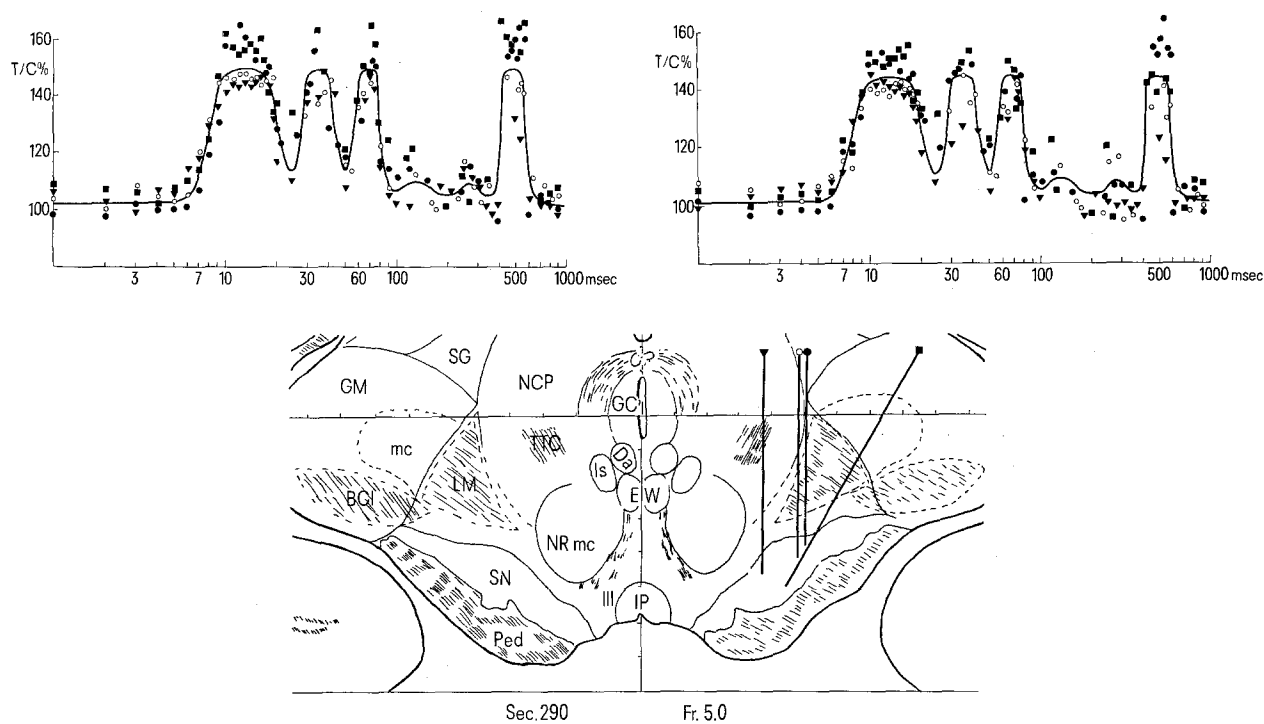 160
T/C%
140
120
100
3 7 10 30 60 100 500 1000 msec
160
T/C%
140
120
100
3 7 10 30 60 100 500 1000 msec
SG
GM NCP
GC
mc TTC
Da
Is
LM
BGI
E W
NR mc
SN
III IP
Ped
Sec. 290 Fr. 5.0